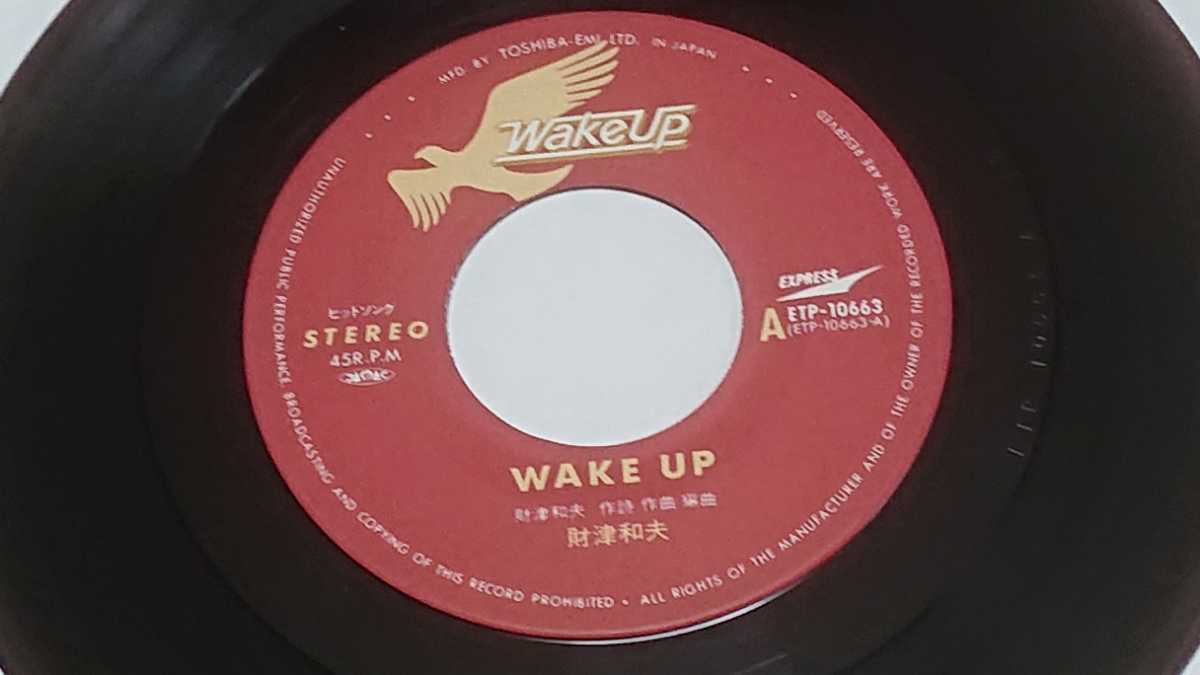 MFD. BY TOSHIBA-EMI LTD. IN JAPAN
WakeUp
UNAUTHORIZED PUBLIC PERFORMANCE, BROADCASTING AND COPYING OF THIS RECORD PROHIBITED • ALL RIGHTS OF THE MANUFACTURER AND OF THE OWNER OF THE RECORDED WORK ARE RESERVED
ヒットソング
STEREO
45R.P.M
EXPRESS
A ETP-10663
(ETP-10663-A)
WAKE UP
財津和夫 作詩 作曲 編曲
財津和夫